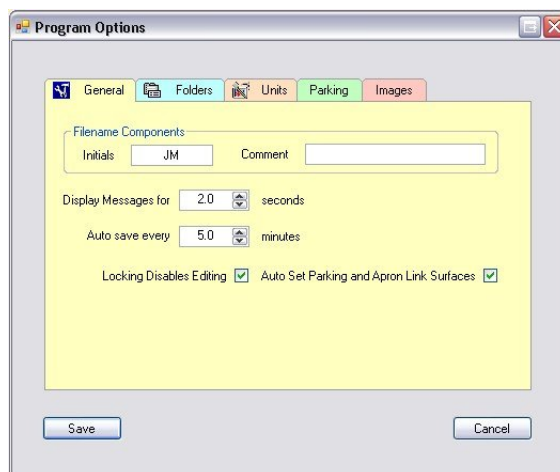 Program Options
General Folders Units Parking Images
Filename Components
Initials JM Comment
Display Messages for 2.0 seconds
Auto save every 5.0 minutes
Locking Disables Editing Auto Set Parking and Apron Link Surfaces
Save Cancel